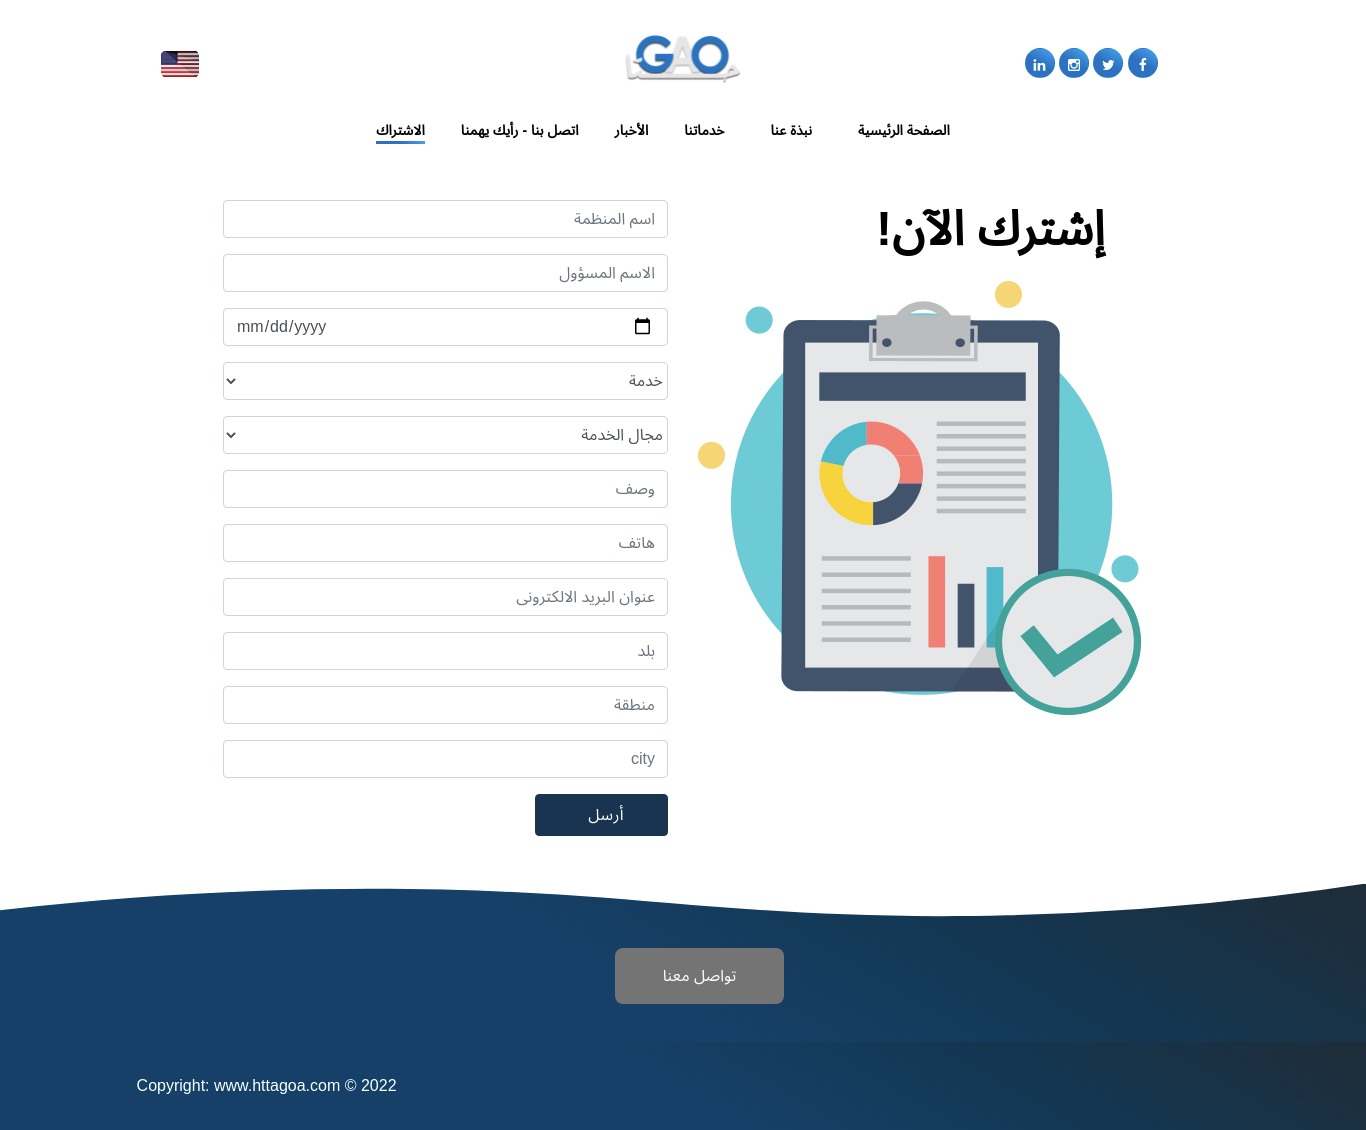 GAO
الصفحة الرئيسية
نبذة عنا
خدماتنا
الأخبار
اتصل بنا - رأيك يهمنا
الاشتراك
إشترك الآن!
اسم المنظمة
الاسم المسؤول
mm/dd/yyyy
خدمة
مجال الخدمة
وصف
هاتف
عنوان البريد الالكترونى
بلد
منطقة
city
أرسل
تواصل معنا
Copyright: www.httagoa.com © 2022